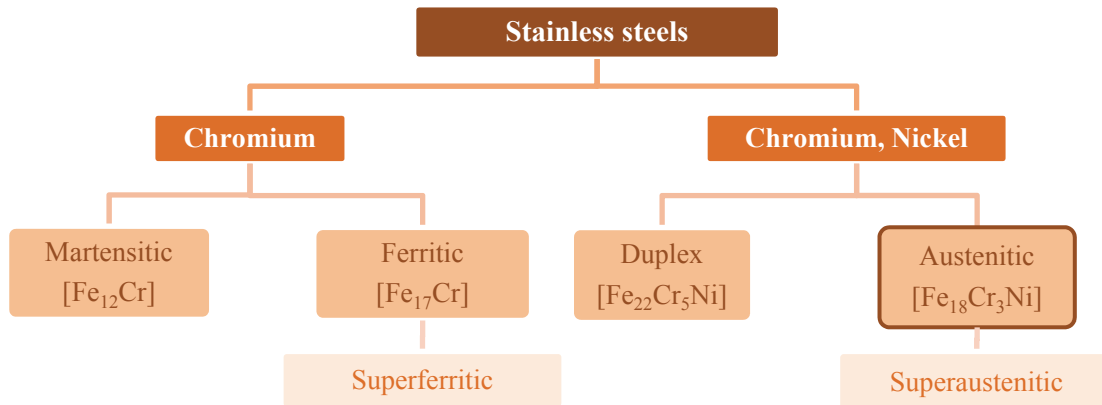 Stainless steels
Chromium
Chromium, Nickel
Martensitic
[Fe₁₂Cr]
Ferritic
[Fe₁₇Cr]
Duplex
[Fe₂₂Cr₅Ni]
Austenitic
[Fe₁₈Cr₃Ni]
Superferritic
Superaustenitic